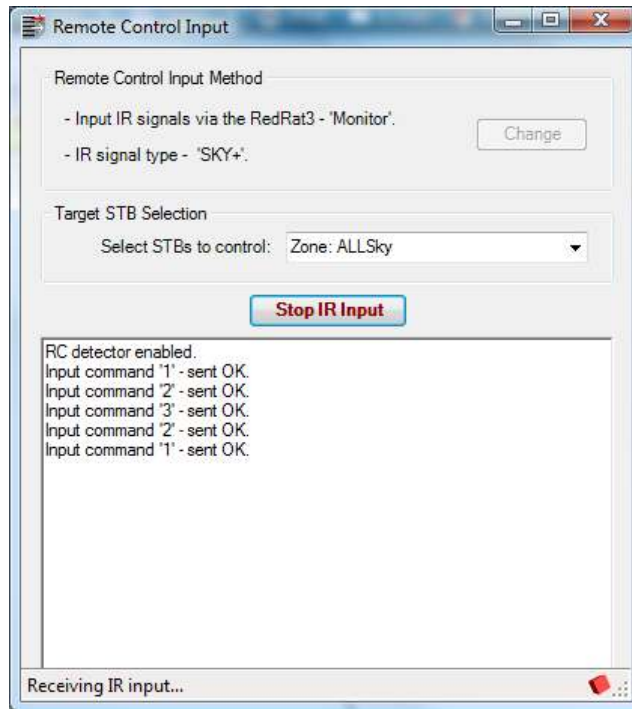 Remote Control Input
Remote Control Input Method
- Input IR signals via the RedRat3 - 'Monitor'.
Change
- IR signal type - 'SKY+'.
Target STB Selection
Select STBs to control: Zone: ALLSky
Stop IR Input
RC detector enabled.
Input command '1' - sent OK.
Input command '2' - sent OK.
Input command '3' - sent OK.
Input command '2' - sent OK.
Input command '1' - sent OK.
Receiving IR input...